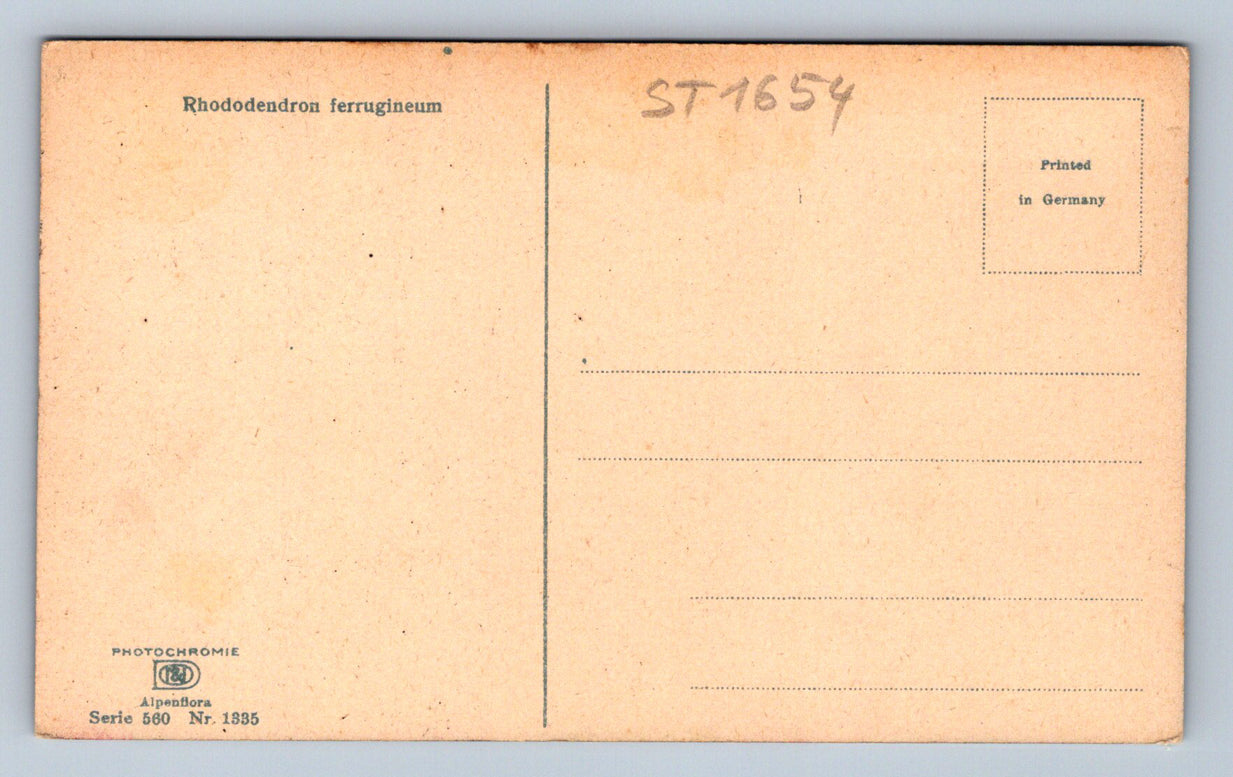 Rhododendron ferrugineum
ST1654
Printed
in Germany
PHOTOCHROMIE
Alpenflora
Serie 560 Nr. 1335